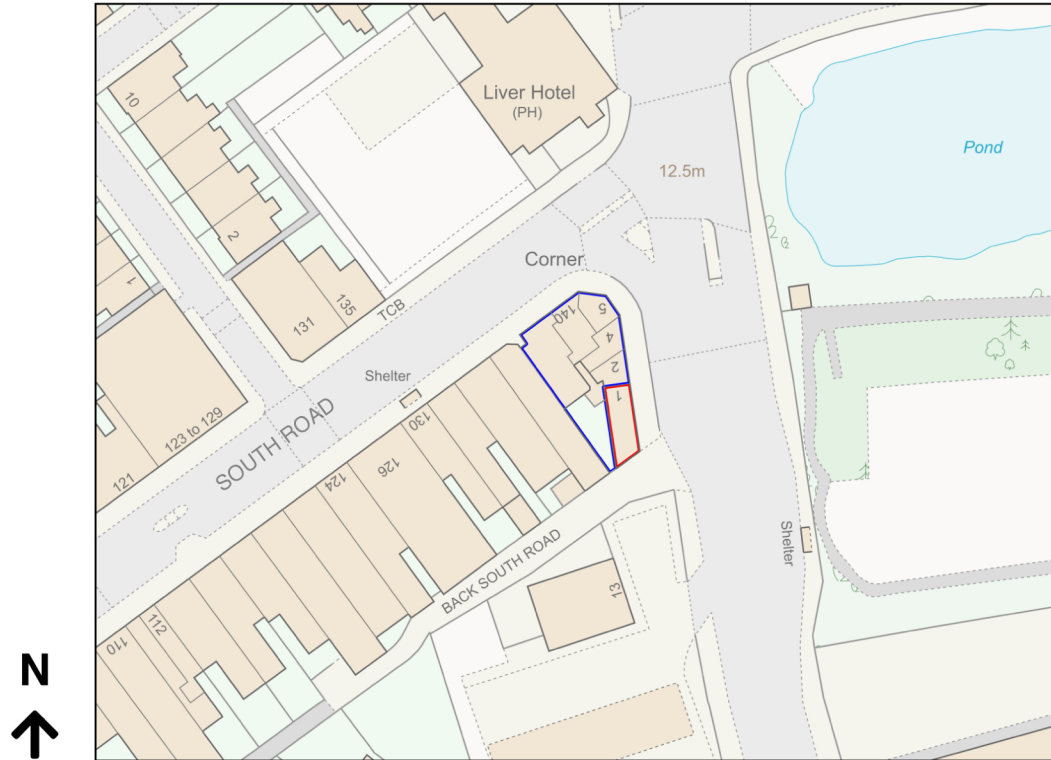 Liver Hotel
(PH)
10
Pond
12.5m
2
1
Corner
135
131
TCB
140
5
4
2
1
Shelter
130
123 to 129
SOUTH ROAD
126
121
124
Shelter
BACK SOUTH ROAD
13
112
110
N